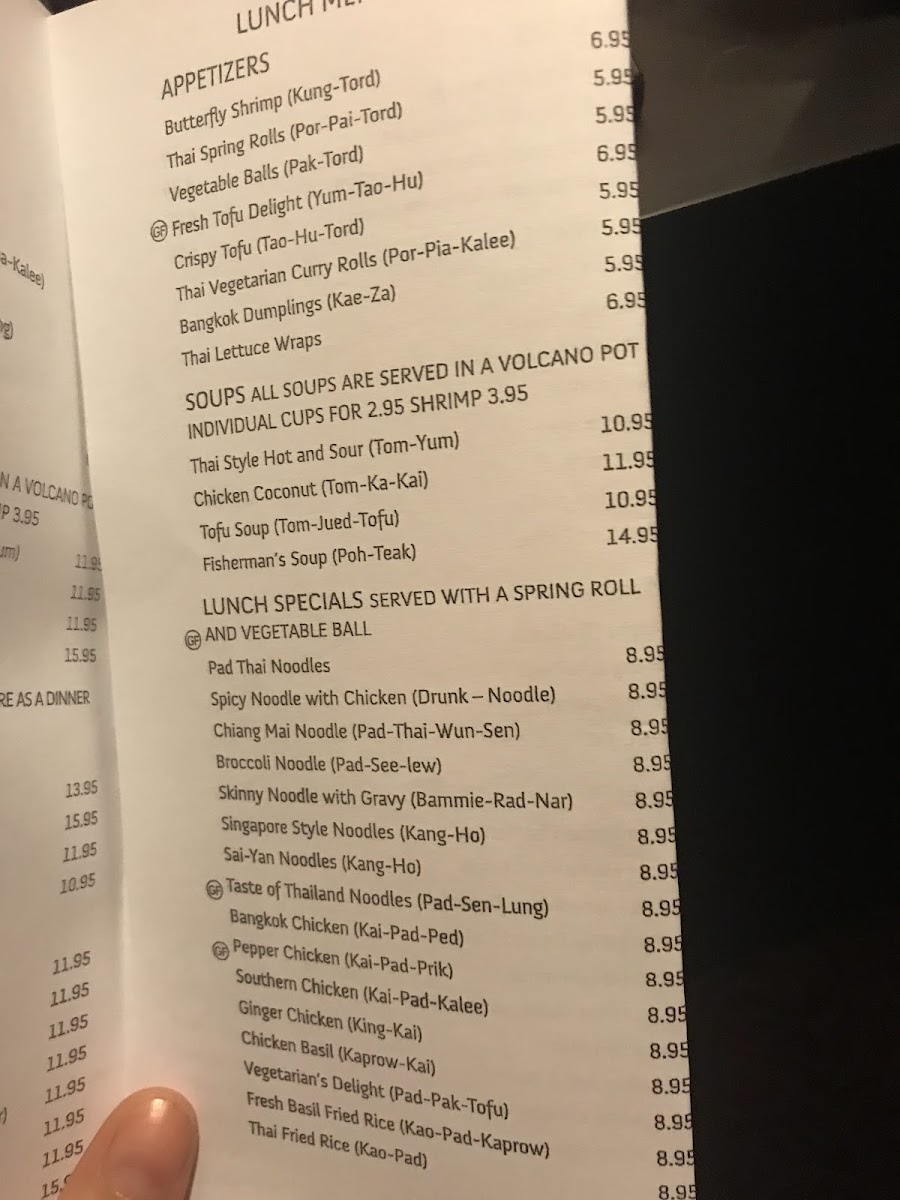 a-Kalee)
N A VOLCANO PO
P 3.95
um) 11.95
11.95
11.95
15.95
RE AS A DINNER
13.95
15.95
11.95
10.95
11.95
11.95
11.95
11.95
11.95
11.95
11.95
LUNCH ME
APPETIZERS
Butterfly Shrimp (Kung-Tord) 6.95
Thai Spring Rolls (Por-Pai-Tord) 5.95
Vegetable Balls (Pak-Tord) 5.95
GF Fresh Tofu Delight (Yum-Tao-Hu) 6.95
Crispy Tofu (Tao-Hu-Tord) 5.95
Thai Vegetarian Curry Rolls (Por-Pia-Kalee) 5.95
Bangkok Dumplings (Kae-Za) 5.95
Thai Lettuce Wraps 6.95
SOUPS ALL SOUPS ARE SERVED IN A VOLCANO POT
INDIVIDUAL CUPS FOR 2.95 SHRIMP 3.95
Thai Style Hot and Sour (Tom-Yum) 10.95
Chicken Coconut (Tom-Ka-Kai) 11.95
Tofu Soup (Tom-Jued-Tofu) 10.95
Fisherman's Soup (Poh-Teak) 14.95
LUNCH SPECIALS SERVED WITH A SPRING ROLL
GF AND VEGETABLE BALL
Pad Thai Noodles 8.95
Spicy Noodle with Chicken (Drunk – Noodle) 8.95
Chiang Mai Noodle (Pad-Thai-Wun-Sen) 8.95
Broccoli Noodle (Pad-See-lew) 8.95
Skinny Noodle with Gravy (Bammie-Rad-Nar) 8.95
Singapore Style Noodles (Kang-Ho) 8.95
Sai-Yan Noodles (Kang-Ho) 8.95
GF Taste of Thailand Noodles (Pad-Sen-Lung) 8.95
Bangkok Chicken (Kai-Pad-Ped) 8.95
GF Pepper Chicken (Kai-Pad-Prik) 8.95
Southern Chicken (Kai-Pad-Kalee) 8.95
Ginger Chicken (King-Kai) 8.95
Chicken Basil (Kaprow-Kai) 8.95
Vegetarian's Delight (Pad-Pak-Tofu) 8.95
Fresh Basil Fried Rice (Kao-Pad-Kaprow) 8.95
Thai Fried Rice (Kao-Pad) 8.95